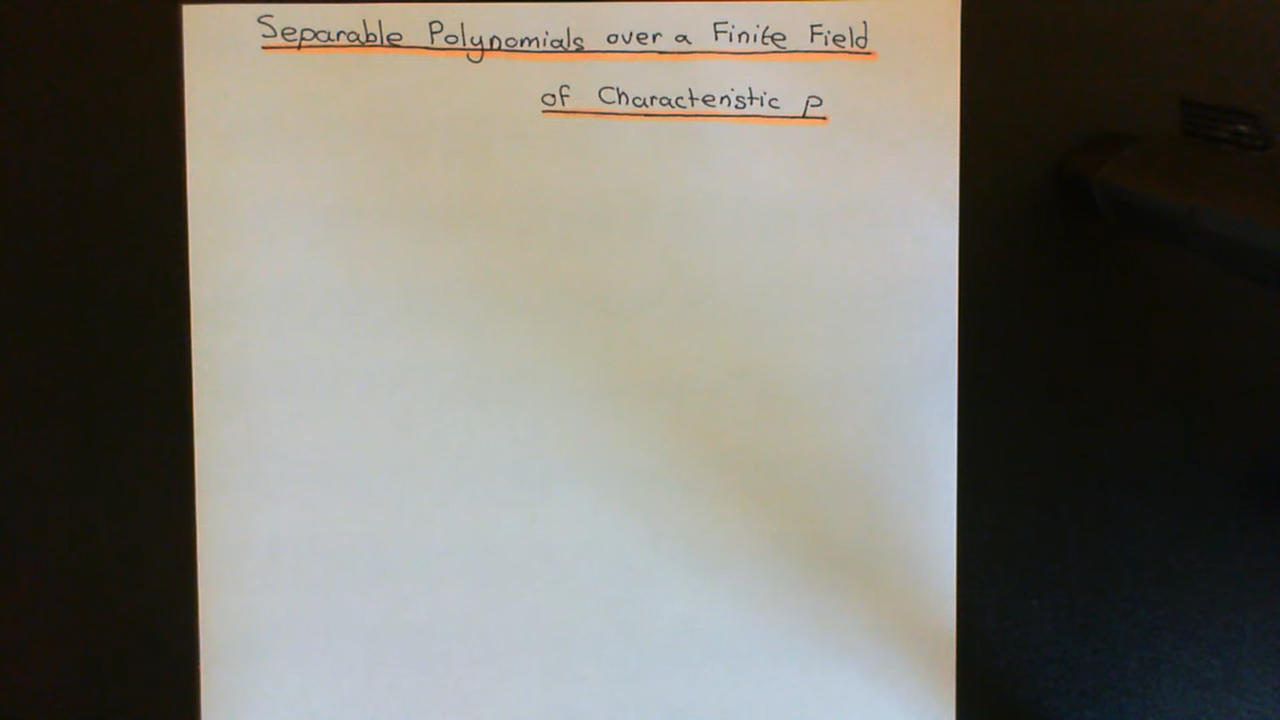 Separable Polynomials over a Finite Field
of Characteristic p